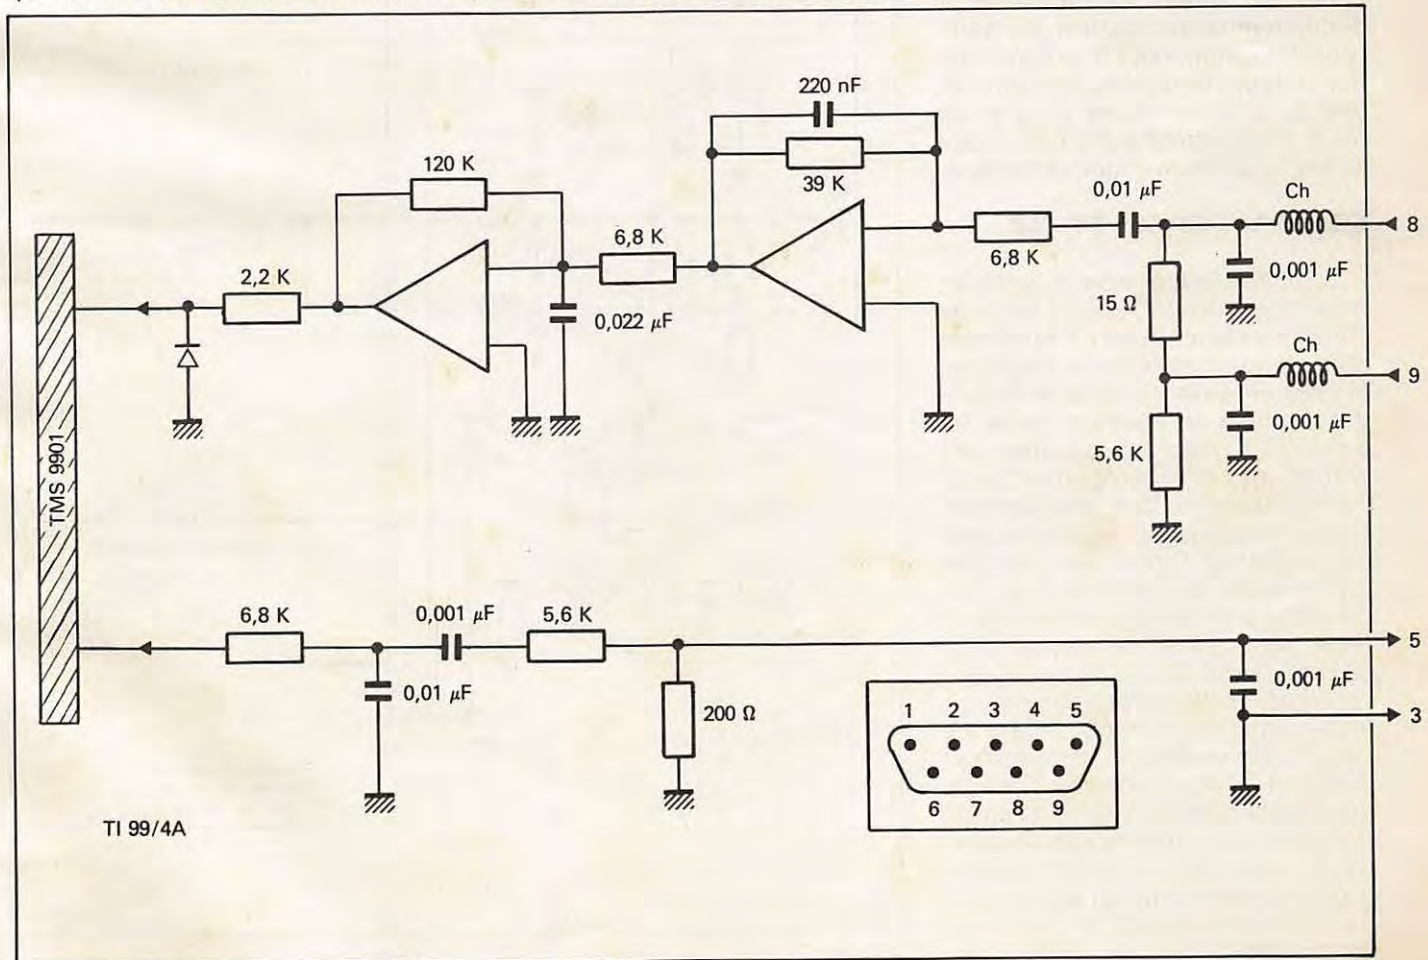 220 nF
120 K
39 K
0,01 µF
Ch
8
6,8 K
6,8 K
0,001 µF
2,2 K
15 Ω
0,022 µF
Ch
9
0,001 µF
5,6 K
TMS 9901
6,8 K
0,001 µF
5,6 K
5
0,01 µF
200 Ω
1 2 3 4 5
0,001 µF
3
6 7 8 9
TI 99/4A